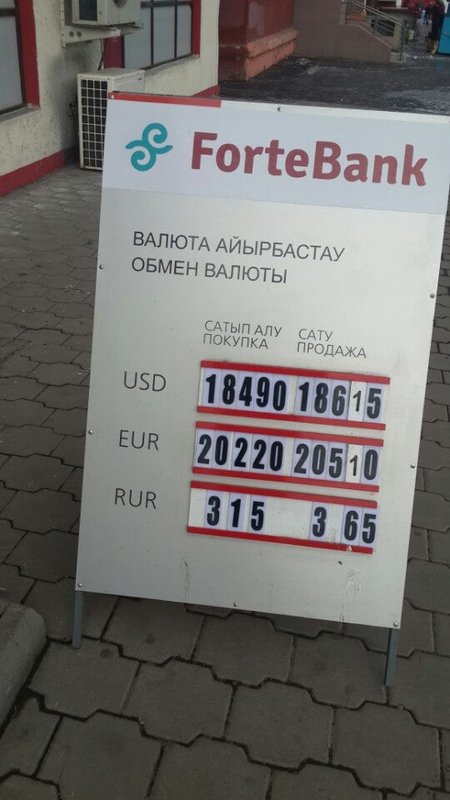 ForteBank
ВАЛЮТА АЙЫРБАСТАУ
ОБМЕН ВАЛЮТЫ
САТЫП АЛУ САТУ
ПОКУПКА ПРОДАЖА
USD 18490 18615
EUR 20220 20510
RUR 315 365